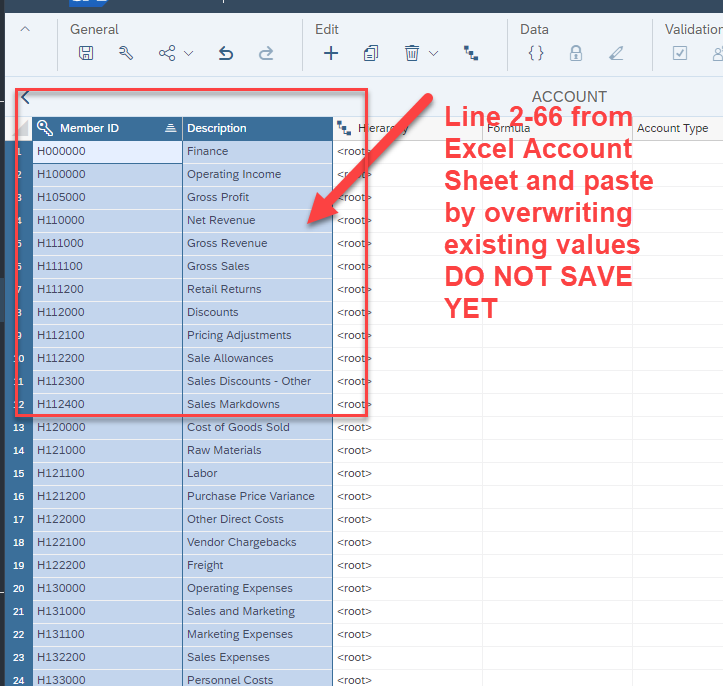 General
Edit
Data
Validation
ACCOUNT
Member ID Description Hierarchy Formula Account Type
1 H000000 Finance <root>
2 H100000 Operating Income <root>
3 H105000 Gross Profit <root>
4 H110000 Net Revenue <root>
5 H111000 Gross Revenue <root>
6 H111100 Gross Sales <root>
7 H111200 Retail Returns <root>
8 H112000 Discounts <root>
9 H112100 Pricing Adjustments <root>
10 H112200 Sale Allowances <root>
11 H112300 Sales Discounts - Other <root>
12 H112400 Sales Markdowns <root>
13 H120000 Cost of Goods Sold <root>
14 H121000 Raw Materials <root>
15 H121100 Labor <root>
16 H121200 Purchase Price Variance <root>
17 H122000 Other Direct Costs <root>
18 H122100 Vendor Chargebacks <root>
19 H122200 Freight <root>
20 H130000 Operating Expenses <root>
21 H131000 Sales and Marketing <root>
22 H131100 Marketing Expenses <root>
23 H132200 Sales Expenses <root>
24 H133000 Personnel Costs <root>
Line 2-66 from
Excel Account
Sheet and paste
by overwriting
existing values
DO NOT SAVE
YET